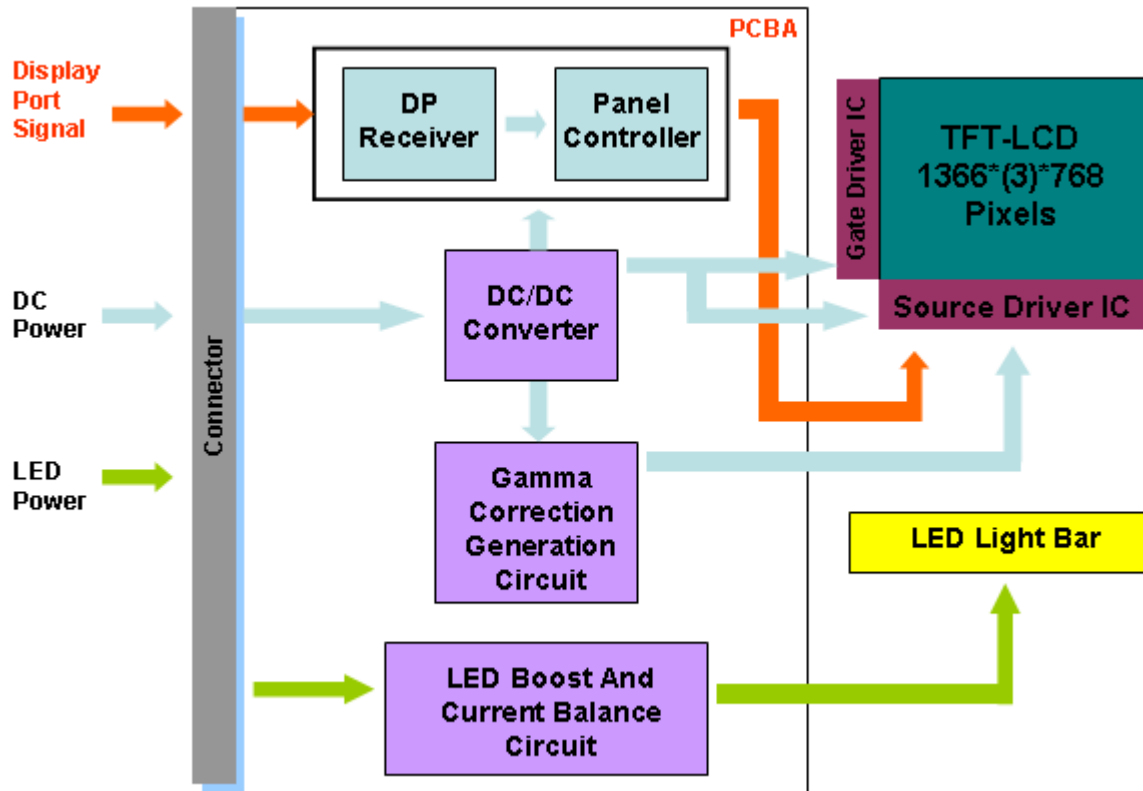 PCBA
Display
Port
Signal
DP
Receiver
Panel
Controller
Gate Driver IC
TFT-LCD
1366*(3)*768
Pixels
DC
Power
DC/DC
Converter
Source Driver IC
Connector
LED
Power
Gamma
Correction
Generation
Circuit
LED Light Bar
LED Boost And
Current Balance
Circuit